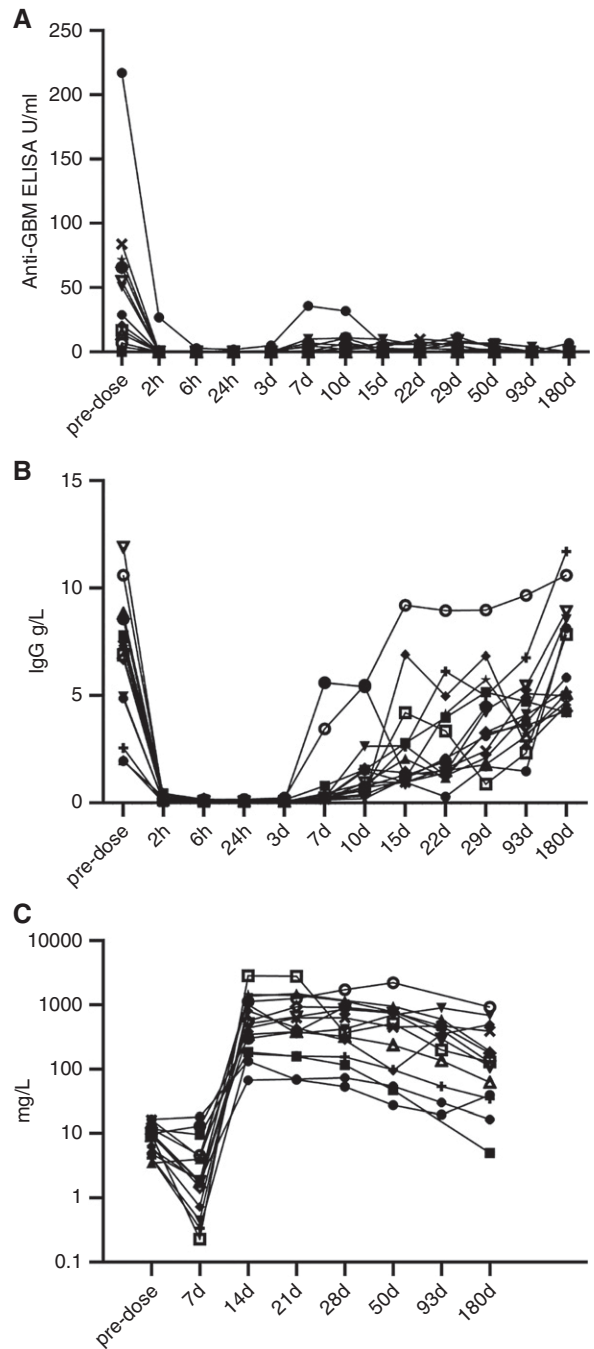 A
Anti-GBM ELISA U/ml
250
200
150
100
50
0
pre-dose 2h 6h 24h 3d 7d 10d 15d 22d 29d 50d 93d 180d
B
IgG g/L
15
10
5
0
pre-dose 2h 6h 24h 3d 7d 10d 15d 22d 29d 93d 180d
C
mg/L
10000
1000
100
10
1
0.1
pre-dose 7d 14d 21d 28d 50d 93d 180d